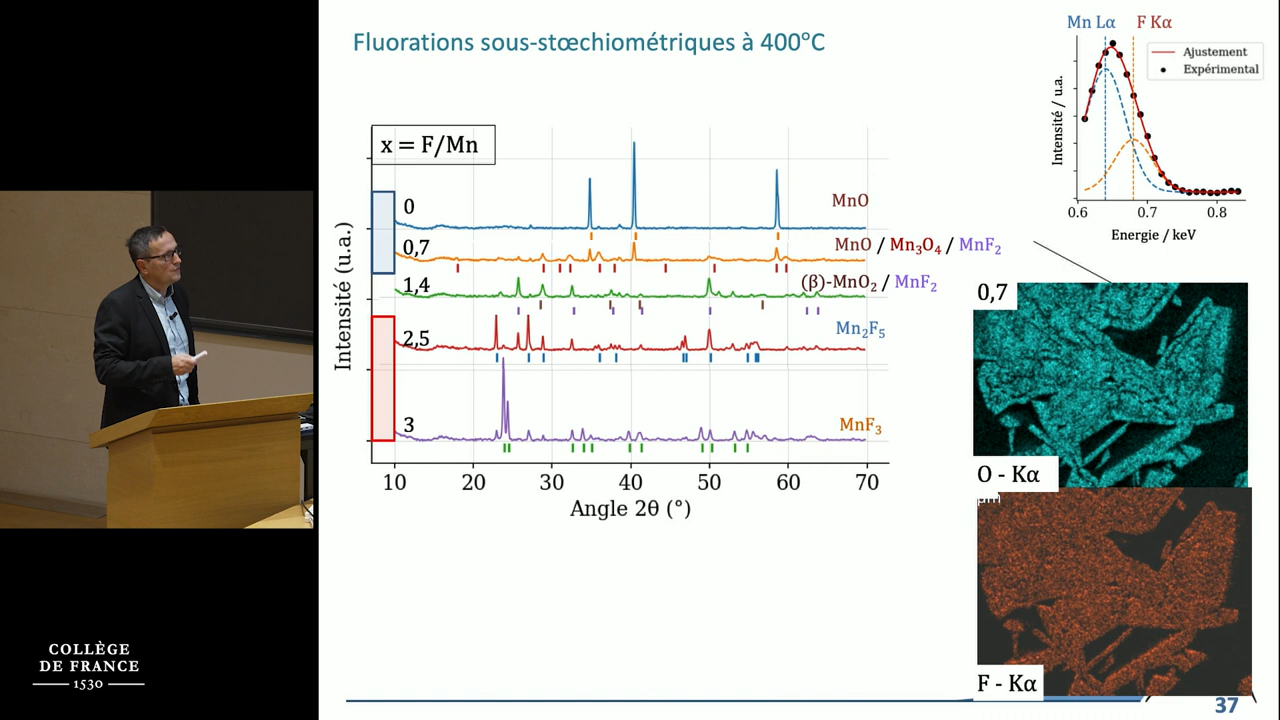 Fluorations sous-stœchiométriques à 400°C
Mn Lα F Kα
Ajustement
Expérimental
Intensité / u.a.
0.6 0.7 0.8
Energie / keV
x = F/Mn
0
MnO
0,7
MnO / Mn₃O₄ / MnF₂
1,4
(β)-MnO₂ / MnF₂
2,5
Mn₂F₅
3
MnF₃
Intensité (u.a.)
10 20 30 40 50 60 70
Angle 2θ (°)
0,7
O - Kα
µm
F - Kα
COLLÈGE
DE FRANCE
1530
37